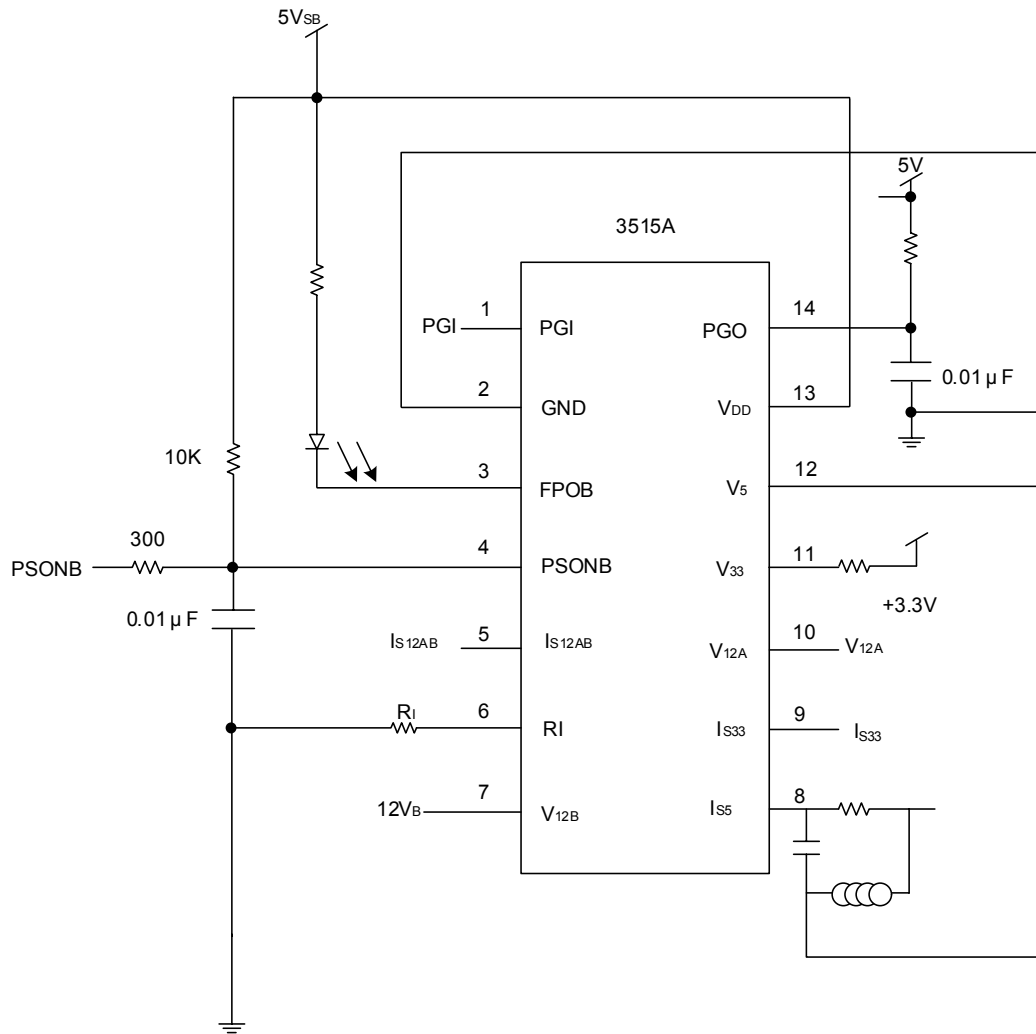 5VSB
5V
3515A
1
PGI
PGI
PGO
14
0.01 µ F
2
GND
VDD
13
10K
3
FPOB
V5
12
300
PSONB
4
PSONB
V33
11
+3.3V
0.01 µ F
IS12AB
5
IS12AB
V12A
10
V12A
RI
6
RI
IS33
9
IS33
12VB
7
V12B
IS5
8